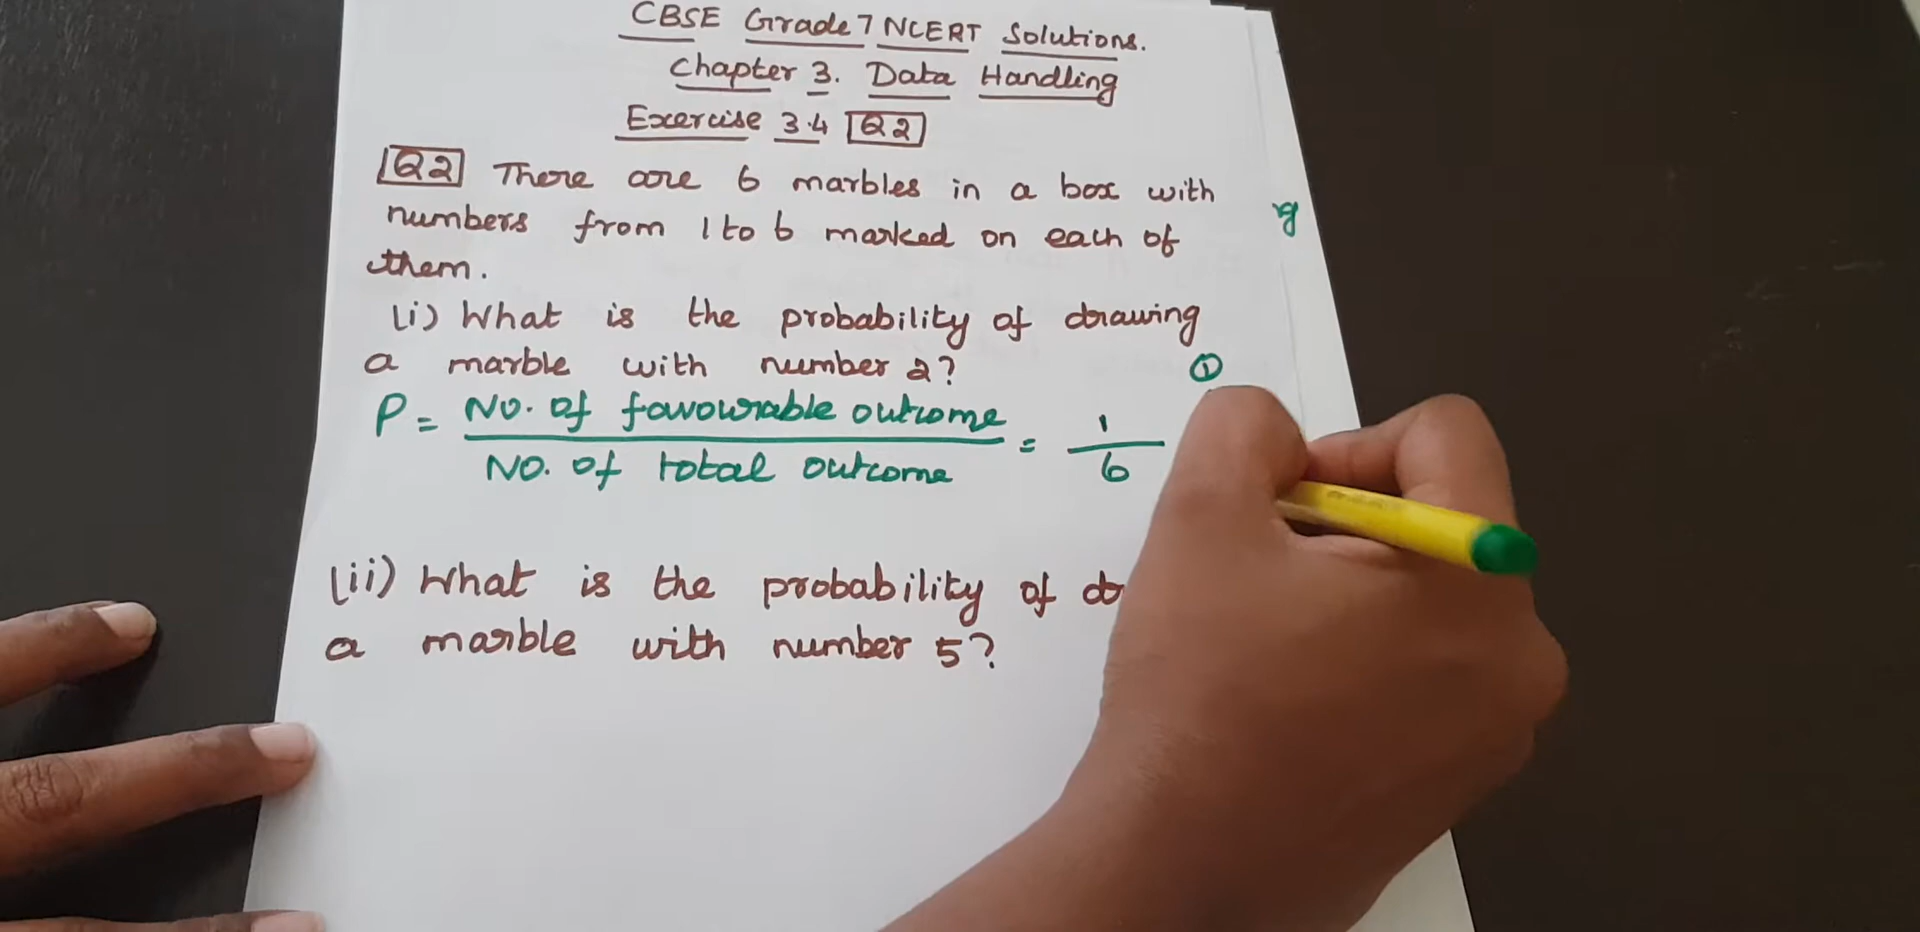 CBSE Grade 7 NCERT Solutions.
Chapter 3. Data Handling
Exercise 3.4 Q2
Q2 There are 6 marbles in a box with
numbers from 1 to 6 marked on each of
them.
(i) What is the probability of drawing
a marble with number 2?
①
P = No. of favourable outcome / No. of total outcome = 1/6
(ii) What is the probability of
a marble with number 5?